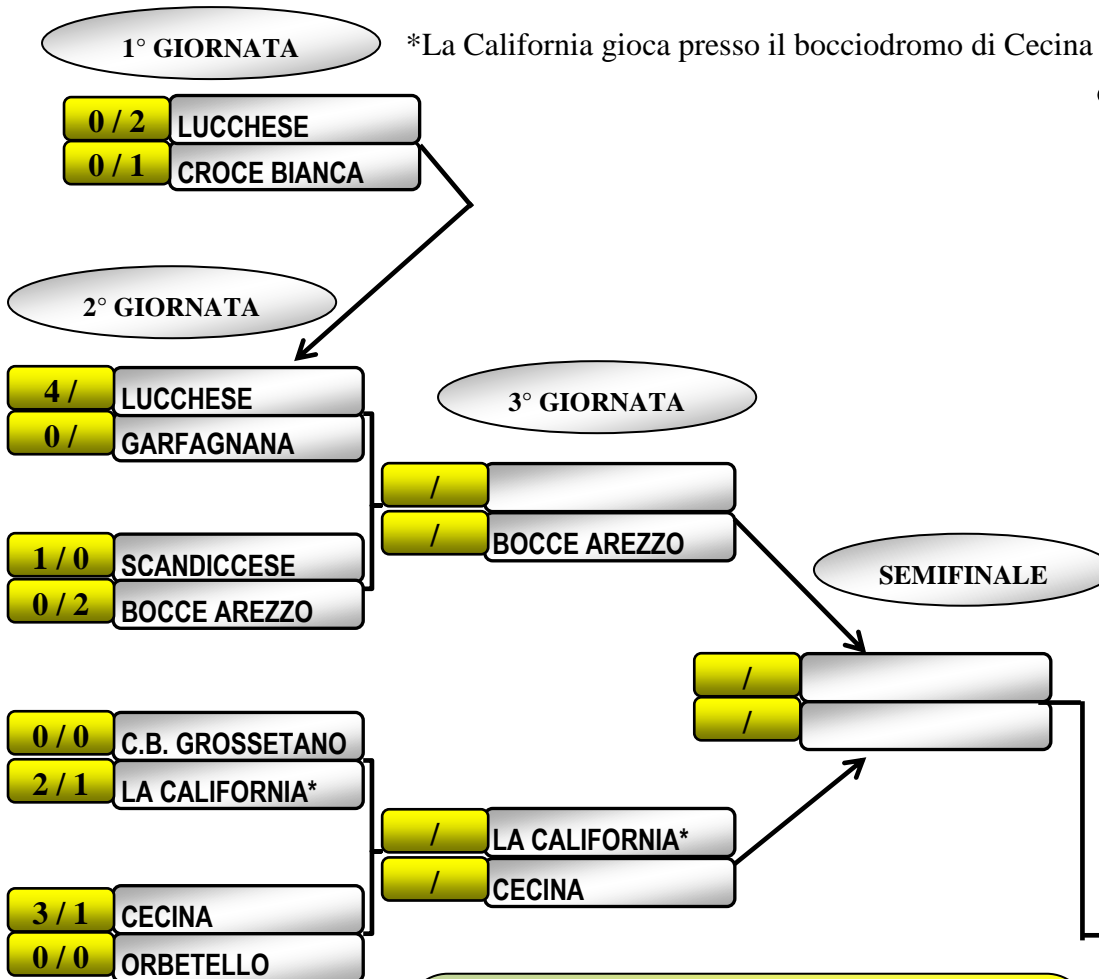 1° GIORNATA
*La California gioca presso il bocciodromo di Cecina
0 / 2 LUCCHESE
0 / 1 CROCE BIANCA
2° GIORNATA
4 / LUCCHESE
0 / GARFAGNANA
3° GIORNATA
/
/ BOCCE AREZZO
1 / 0 SCANDICCESE
0 / 2 BOCCE AREZZO
SEMIFINALE
/
/
0 / 0 C.B. GROSSETANO
2 / 1 LA CALIFORNIA*
/ LA CALIFORNIA*
/ CECINA
3 / 1 CECINA
0 / 0 ORBETELLO